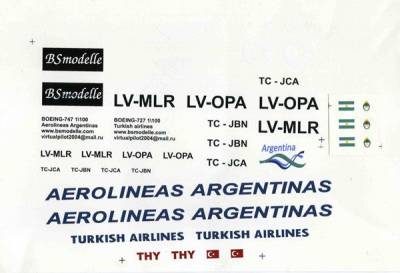 BSmodelle
TC-JCA
BSmodelle
LV-MLR LV-OPA LV-OPA
BOEING-747 1\100
Aerolineas Argentinas
www.bsmodelle.com
virtualpilot2004@mail.ru
BOEING-727 1\100
Turkish airlines
www.bsmodelle.com
virtualpilot2004@mail.ru
TC-JBN LV-MLR
TC-JBN
LV-MLR LV-MLR LV-OPA LV-OPA TC-JCA
TC-JCA TC-JBN TC-JCA TC-JBN
Argentina
AEROLINEAS ARGENTINAS
AEROLINEAS ARGENTINAS
TURKISH AIRLINES TURKISH AIRLINES
THY THY